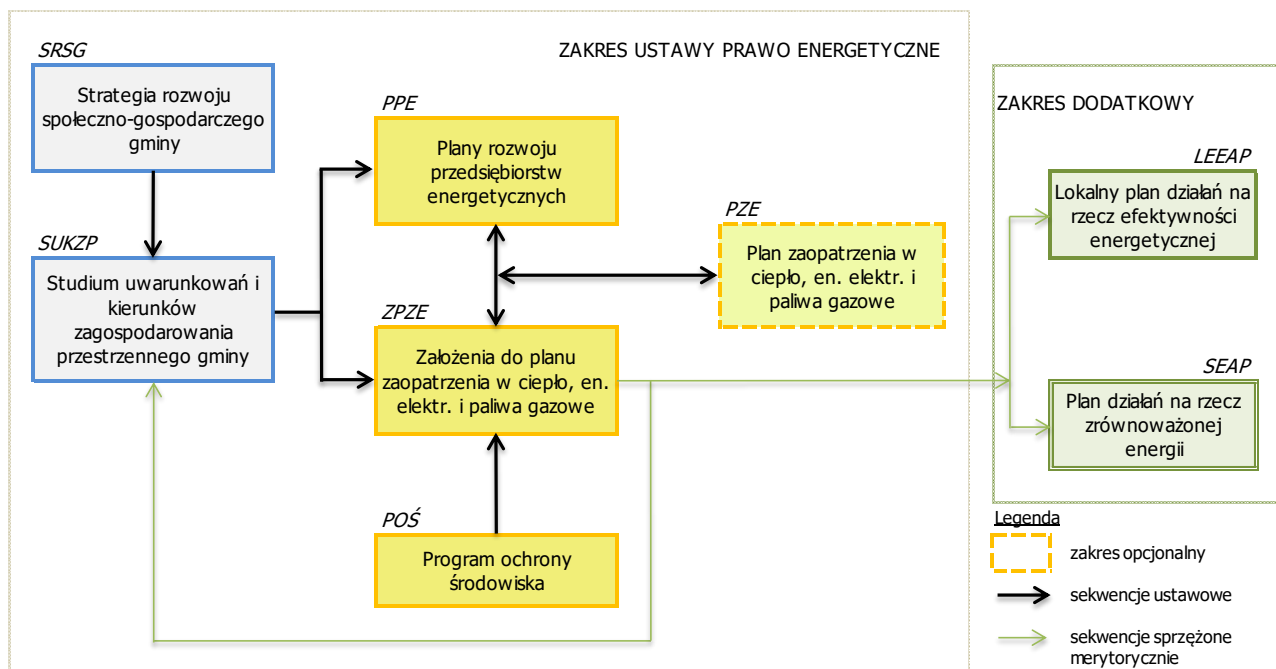 ZAKRES USTAWY PRAWO ENERGETYCZNE
SRSG
Strategia rozwoju
społeczno-gospodarczego
gminy
SUKZP
Studium uwarunkowań i
kierunków
zagospodarowania
przestrzennego gminy
PPE
Plany rozwoju
przedsiębiorstw
energetycznych
PZE
Plan zaopatrzenia w
ciepło, en. elektr. i
paliwa gazowe
ZPZE
Założenia do planu
zaopatrzenia w ciepło, en.
elektr. i paliwa gazowe
POŚ
Program ochrony
środowiska
ZAKRES DODATKOWY
LEEAP
Lokalny plan działań na
rzecz efektywności
energetycznej
SEAP
Plan działań na rzecz
zrównoważonej
energii
Legenda
zakres opcjonalny
sekwencje ustawowe
sekwencje sprzężone
merytorycznie